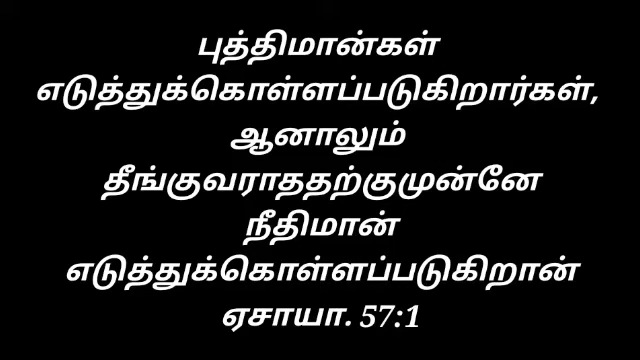 புத்திமான்கள்
எடுத்துக்கொள்ளப்படுகிறார்கள்,
ஆனாலும்
தீங்குவராததற்குமுன்னே
நீதிமான்
எடுத்துக்கொள்ளப்படுகிறான்
ஏசாயா. 57:1